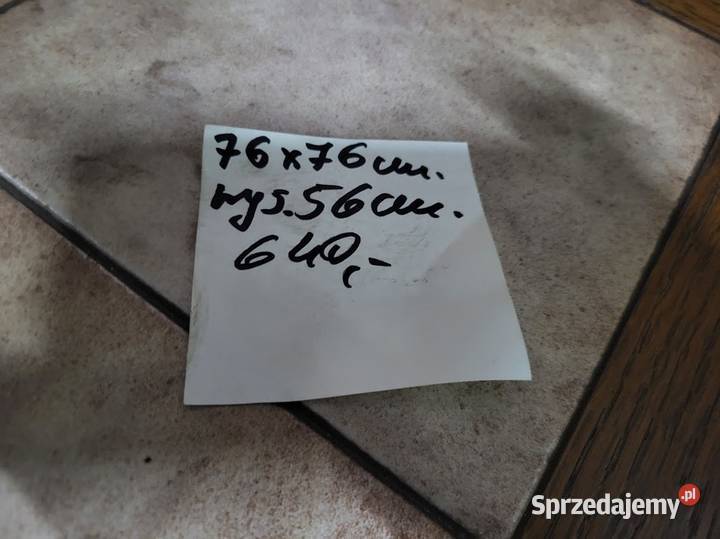 76x76cm.
wys.56cm.
640,-
Sprzedajemy.pl